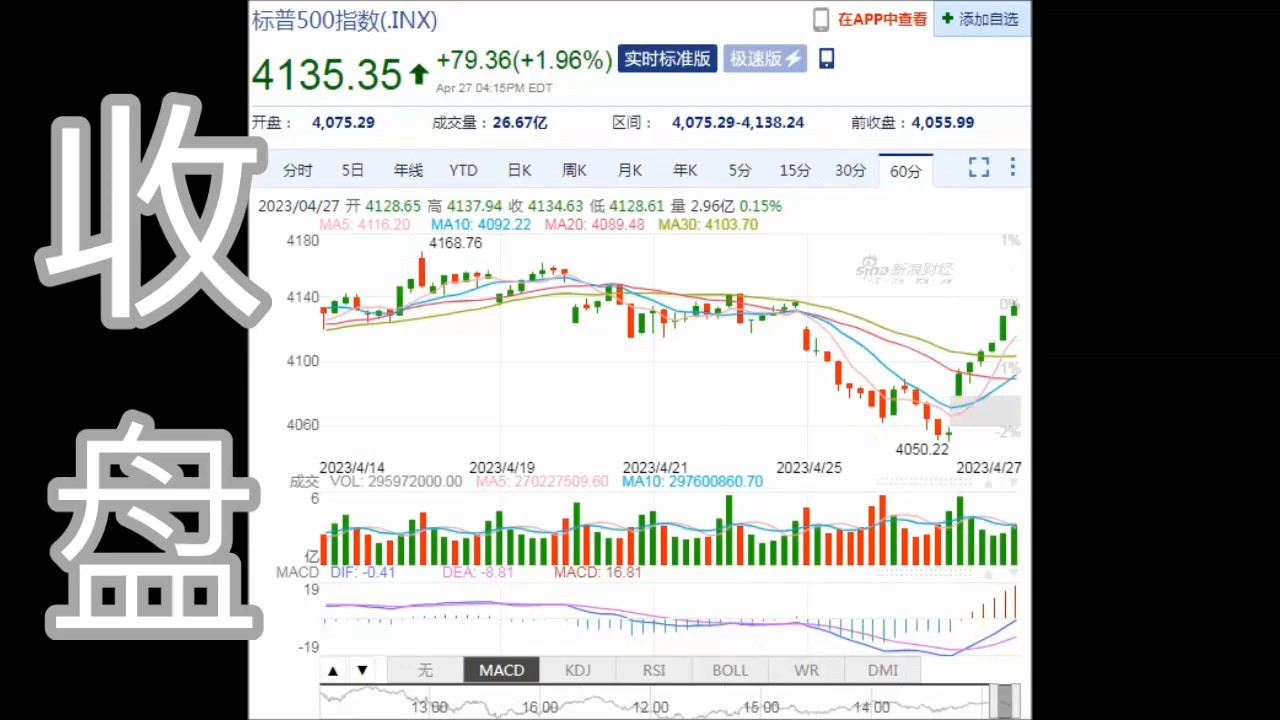 收
盘
标普500指数(.INX)
在APP中查看
+ 添加自选
4135.35
+79.36(+1.96%)
实时标准版
极速版
Apr 27 04:15PM EDT
开盘： 4,075.29 成交量：26.67亿 区间： 4,075.29-4,138.24 前收盘：4,055.99
分时 5日 年线 YTD 日K 周K 月K 年K 5分 15分 30分 60分
2023/04/27 开 4128.65 高 4137.94 收 4134.63 低 4128.61 量 2.96亿 0.15%
MA5: 4116.20 MA10: 4092.22 MA20: 4089.48 MA30: 4103.70
4180 4168.76 1%
sina 新浪财经
4140 0%
4100 -1%
4060 -2%
4050.22
2023/4/14 2023/4/19 2023/4/21 2023/4/25 2023/4/27
成交 VOL: 295972000.00 MA5: 270227509.60 MA10: 297600860.70
6
亿
MACD DIF: -0.41 DEA: -8.81 MACD: 16.81
19
-19
▲ ▼ 无 MACD KDJ RSI BOLL WR DMI
13:00 16:00 12:00 15:00 14:00